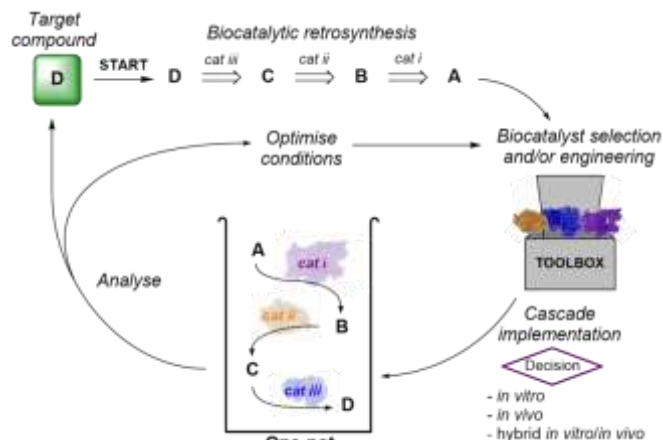 Target
compound
D
START
Biocatalytic retrosynthesis
D cat iii C cat ii B cat i A
Optimise
conditions
Biocatalyst selection
and/or engineering
TOOLBOX
Analyse
A
cat i
B
cat ii
C
cat iii
D
Cascade
implementation
Decision
- in vitro
- in vivo
- hybrid in vitro/in vivo